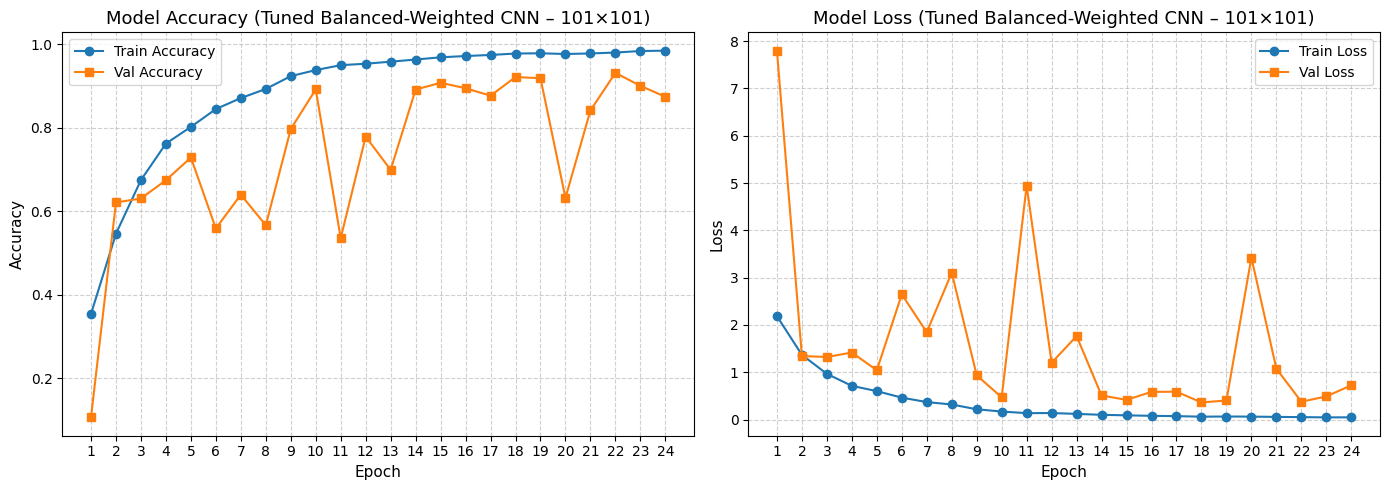 Model Accuracy (Tuned Balanced-Weighted CNN – 101×101)
Train Accuracy
Val Accuracy
Accuracy
1.0
0.8
0.6
0.4
0.2
1 2 3 4 5 6 7 8 9 10 11 12 13 14 15 16 17 18 19 20 21 22 23 24
Epoch
Model Loss (Tuned Balanced-Weighted CNN – 101×101)
Train Loss
Val Loss
Loss
8
7
6
5
4
3
2
1
0
1 2 3 4 5 6 7 8 9 10 11 12 13 14 15 16 17 18 19 20 21 22 23 24
Epoch